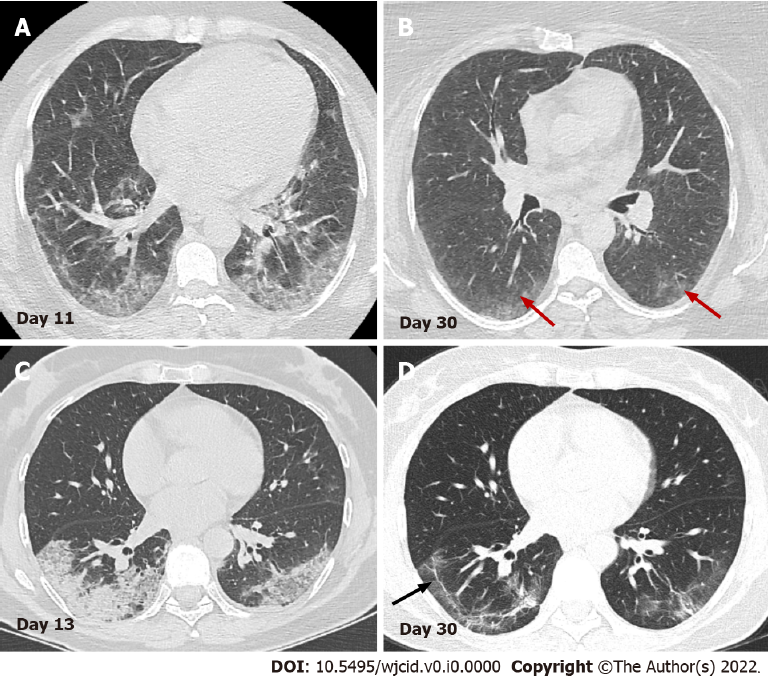 A
B
Day 11
Day 30
C
D
Day 13
Day 30
DOI: 10.5495/wjcid.v0.i0.0000 Copyright ©The Author(s) 2022.